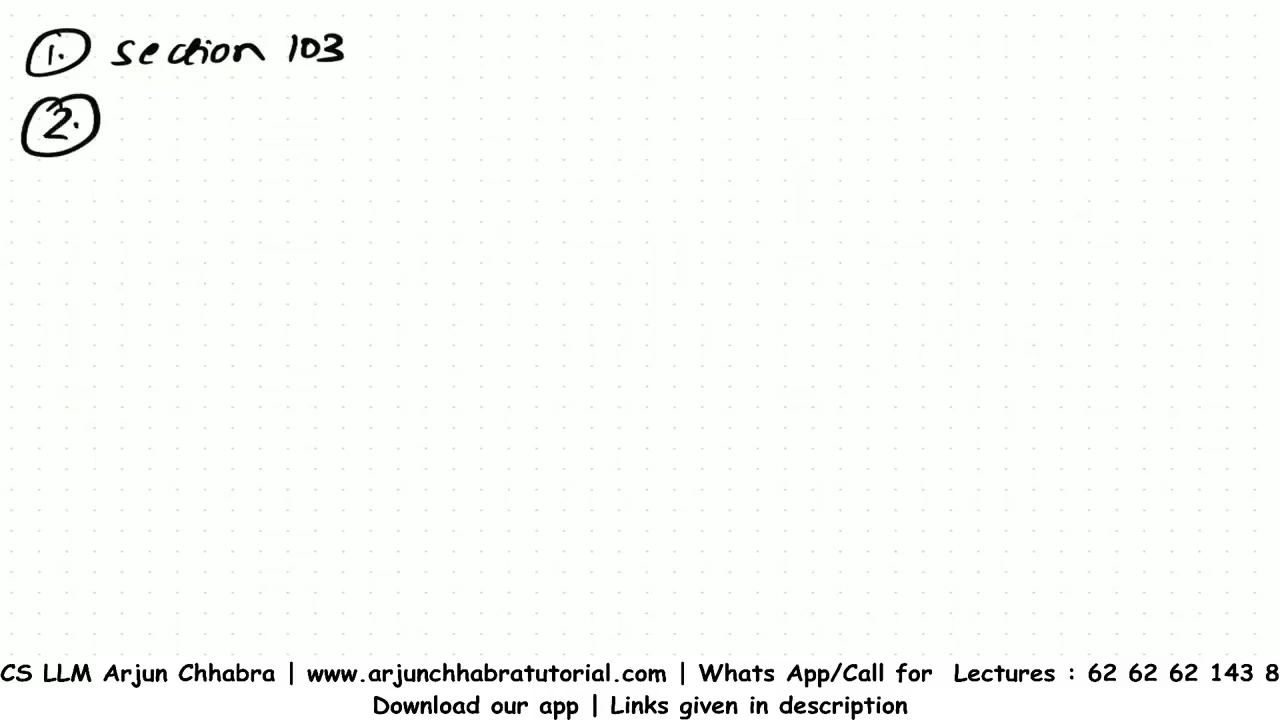 1. section 103
2.
CS LLM Arjun Chhabra | www.arjunchhabratutorial.com | Whats App/Call for Lectures : 62 62 62 143 8
Download our app | Links given in description